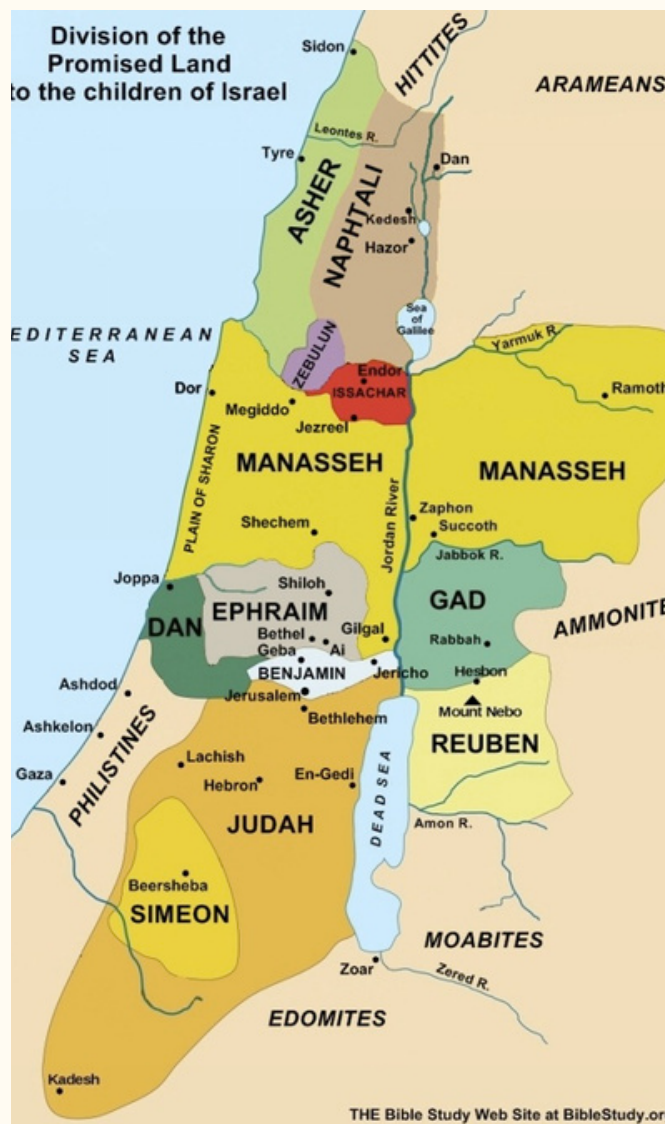 Division of the
Promised Land
to the children of Israel
Sidon
HITTITES
ARAMEANS
Leontes R.
Tyre
Dan
ASHER
NAPHTALI
Kedesh
Hazor
Sea
of
Galilee
EDITERRANEAN
SEA
ZEBULUN
Yarmuk R.
Endor
ISSACHAR
Dor
Megiddo
Ramoth
Jezreel
MANASSEH
MANASSEH
PLAIN OF SHARON
Jordan River
Zaphon
Succoth
Shechem
Jabbok R.
Joppa
Shiloh
GAD
DAN
EPHRAIM
AMMONITE
Bethel
Gilgal
Rabbah
Geba
Ai
BENJAMIN
Jericho
Hesbon
Jerusalem
Ashdod
Bethlehem
Mount Nebo
Ashkelon
REUBEN
PHILISTINES
Lachish
Gaza
Hebron
En-Gedi
DEAD SEA
JUDAH
Amon R.
Beersheba
SIMEON
MOABITES
Zoar
Zered R.
EDOMITES
Kadesh
THE Bible Study Web Site at BibleStudy.or